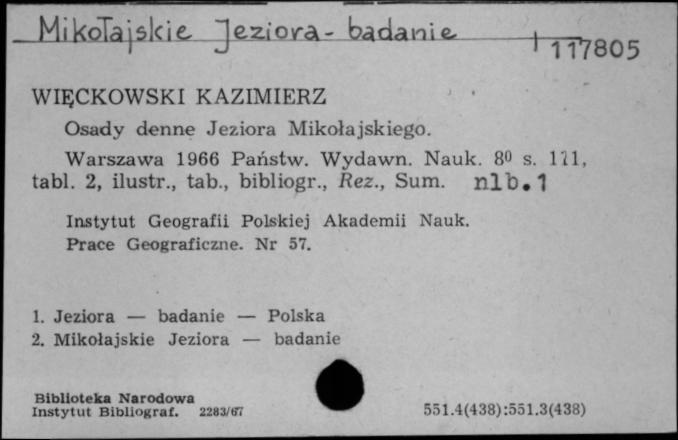 Mikołajskie Jeziora - badanie
I 117805
WIĘCKOWSKI KAZIMIERZ
Osady denne Jeziora Mikołajskiego.
Warszawa 1966 Państw. Wydawn. Nauk. 8⁰ s. 111,
tabl. 2, ilustr., tab., bibliogr., Rez., Sum. nlb.1
Instytut Geografii Polskiej Akademii Nauk.
Prace Geograficzne. Nr 57.
1. Jeziora — badanie — Polska
2. Mikołajskie Jeziora — badanie
Biblioteka Narodowa
Instytut Bibliograf. 2283/67
551.4(438):551.3(438)